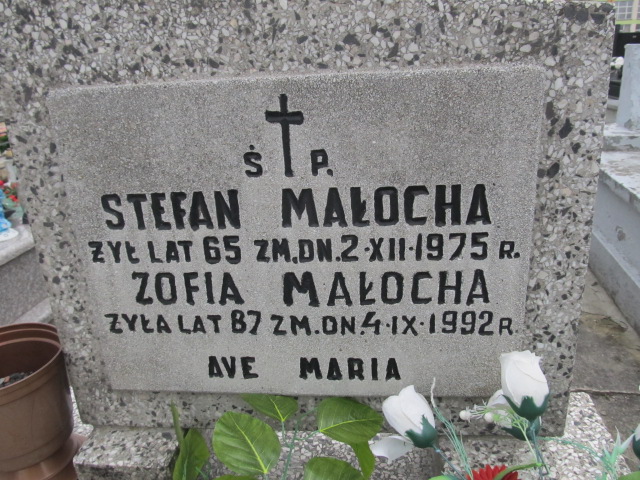 Ś P.
STEFAN MAŁOCHA
ŻYŁ LAT 65 ZM. DN. 2·XII·1975 R.
ZOFIA MAŁOCHA
ŻYŁA LAT 87 ZM. DN. 4·IX·1992 R
AVE MARIA